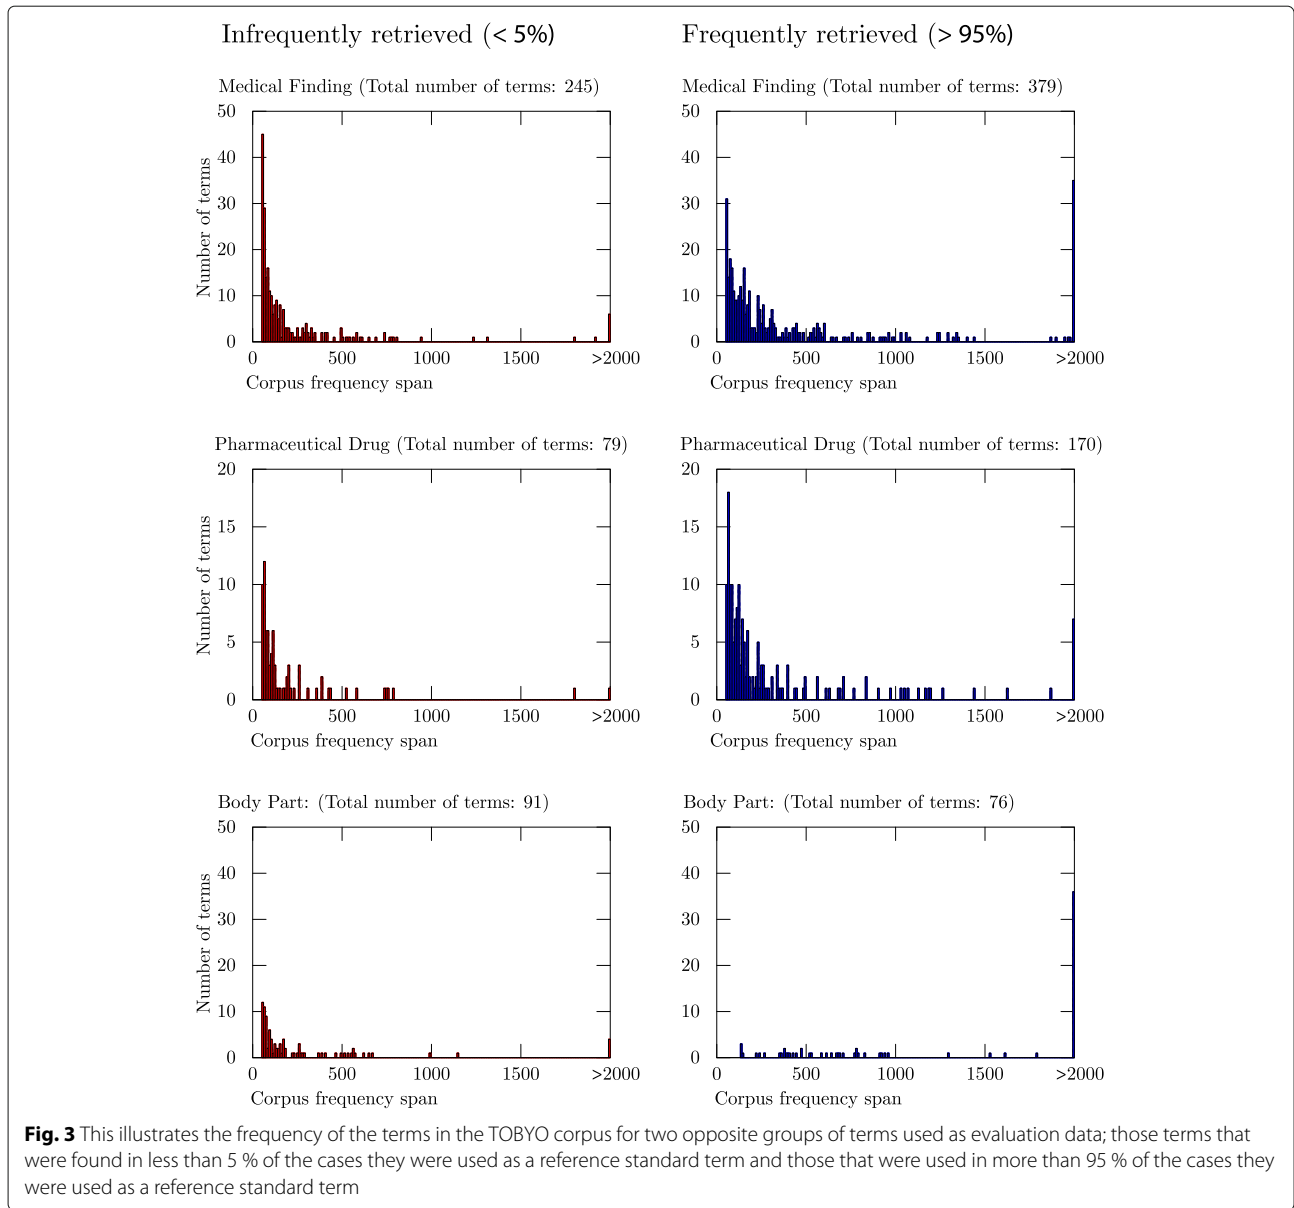 Infrequently retrieved (< 5%)
Frequently retrieved (> 95%)
Medical Finding (Total number of terms: 245)
50
40
30
20
10
0
Number of terms
0 500 1000 1500 >2000
Corpus frequency span
Medical Finding (Total number of terms: 379)
50
40
30
20
10
0
0 500 1000 1500 >2000
Corpus frequency span
Pharmaceutical Drug (Total number of terms: 79)
20
15
10
5
0
Number of terms
0 500 1000 1500 >2000
Corpus frequency span
Pharmaceutical Drug (Total number of terms: 170)
20
15
10
5
0
0 500 1000 1500 >2000
Corpus frequency span
Body Part: (Total number of terms: 91)
50
40
30
20
10
0
Number of terms
0 500 1000 1500 >2000
Corpus frequency span
Body Part: (Total number of terms: 76)
50
40
30
20
10
0
0 500 1000 1500 >2000
Corpus frequency span
Fig. 3 This illustrates the frequency of the terms in the TOBYO corpus for two opposite groups of terms used as evaluation data; those terms that
were found in less than 5 % of the cases they were used as a reference standard term and those that were used in more than 95 % of the cases they
were used as a reference standard term